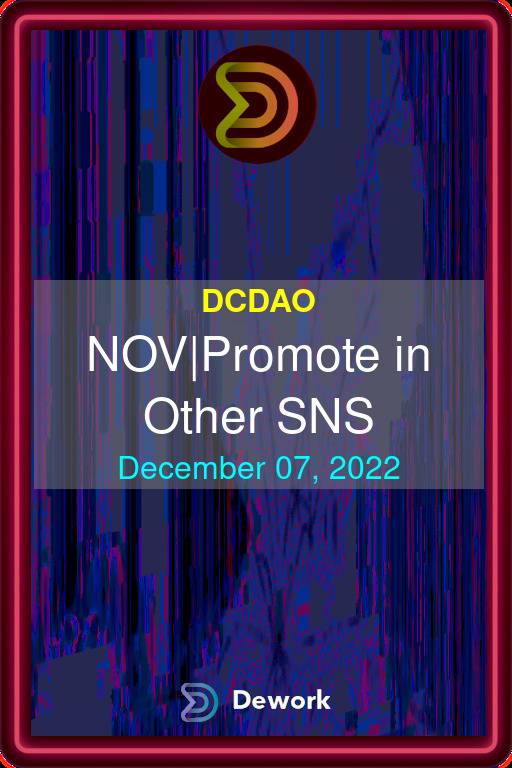 DCDAO
NOV|Promote in
Other SNS
December 07, 2022
Dework